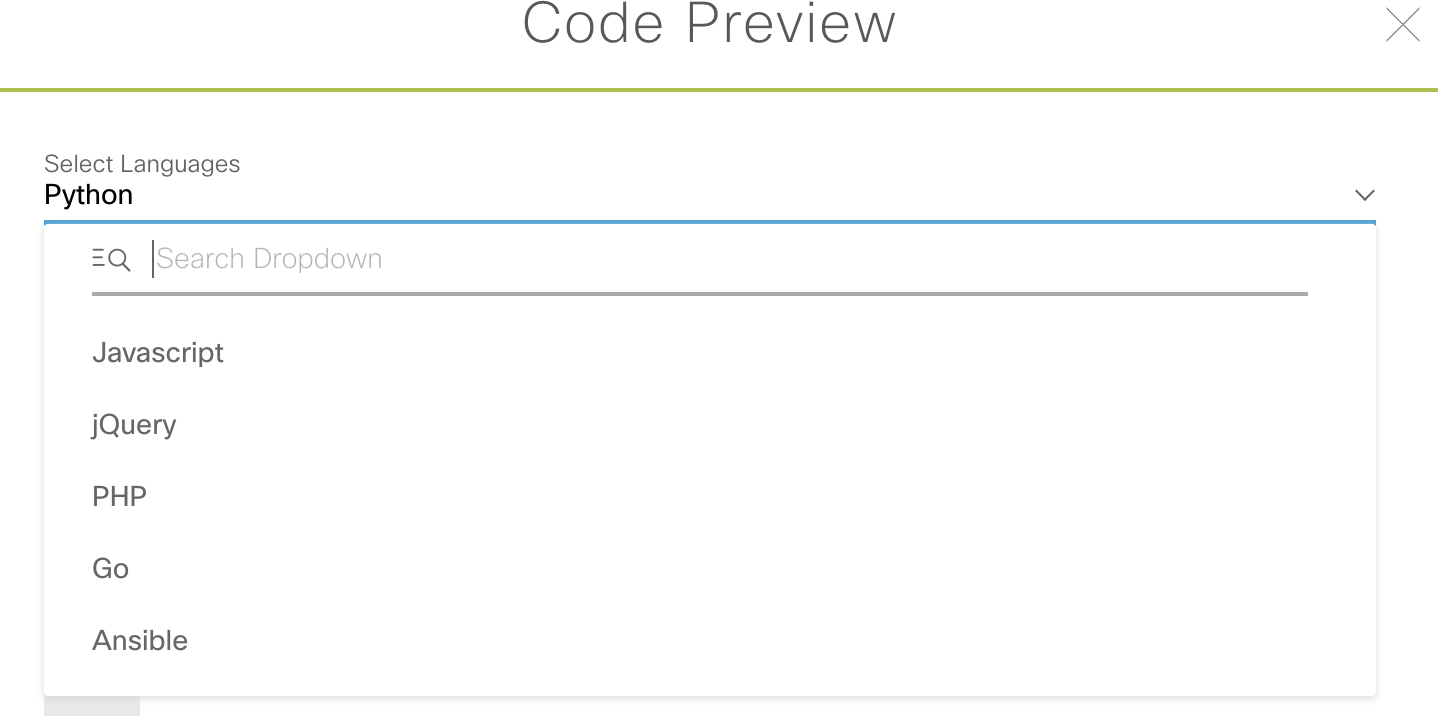 Code Preview
Select Languages
Python
Search Dropdown
Javascript
jQuery
PHP
Go
Ansible